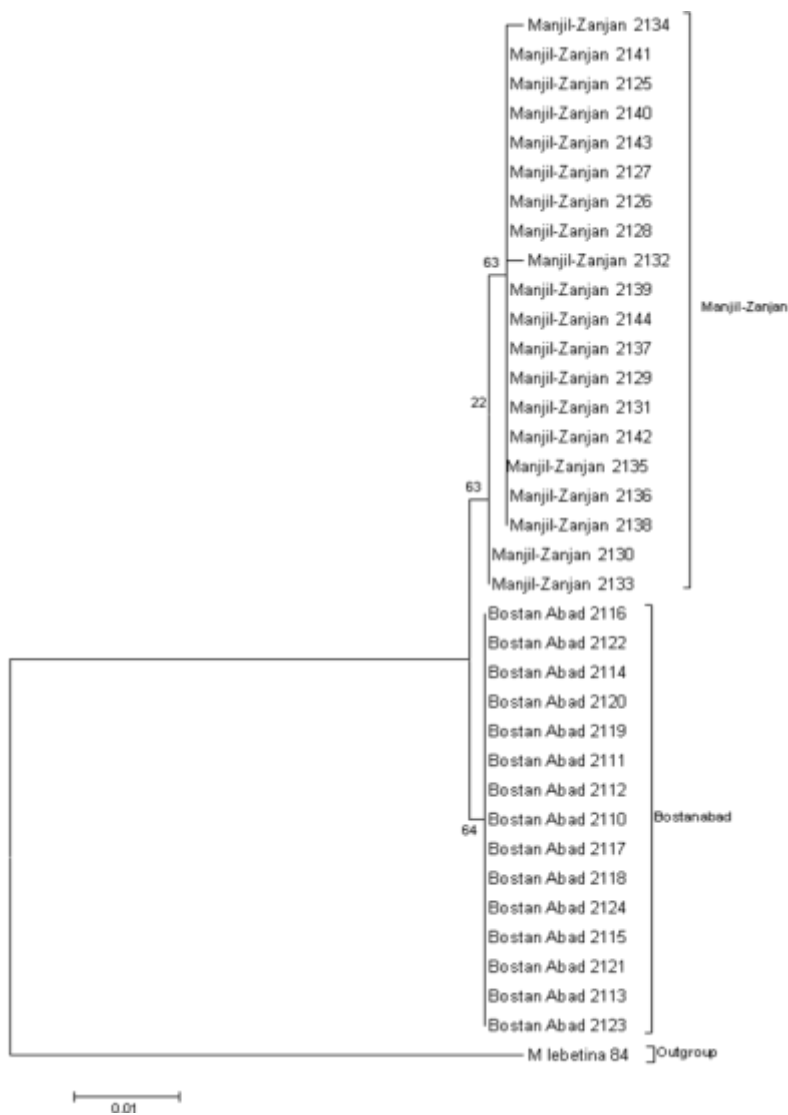 Manjil-Zanjan 2134
Manjil-Zanjan 2141
Manjil-Zanjan 2125
Manjil-Zanjan 2140
Manjil-Zanjan 2143
Manjil-Zanjan 2127
Manjil-Zanjan 2126
Manjil-Zanjan 2128
63
Manjil-Zanjan 2132
Manjil-Zanjan 2139
Manjil-Zanjan
Manjil-Zanjan 2144
Manjil-Zanjan 2137
Manjil-Zanjan 2129
22
Manjil-Zanjan 2131
Manjil-Zanjan 2142
Manjil-Zanjan 2135
63
Manjil-Zanjan 2136
Manjil-Zanjan 2138
Manjil-Zanjan 2130
Manjil-Zanjan 2133
Bostan Abad 2116
Bostan Abad 2122
Bostan Abad 2114
Bostan Abad 2120
Bostan Abad 2119
Bostan Abad 2111
Bostan Abad 2112
Bostan Abad 2110
Bostanabad
64
Bostan Abad 2117
Bostan Abad 2118
Bostan Abad 2124
Bostan Abad 2115
Bostan Abad 2121
Bostan Abad 2113
Bostan Abad 2123
M lebetina 84
Outgroup
0.01